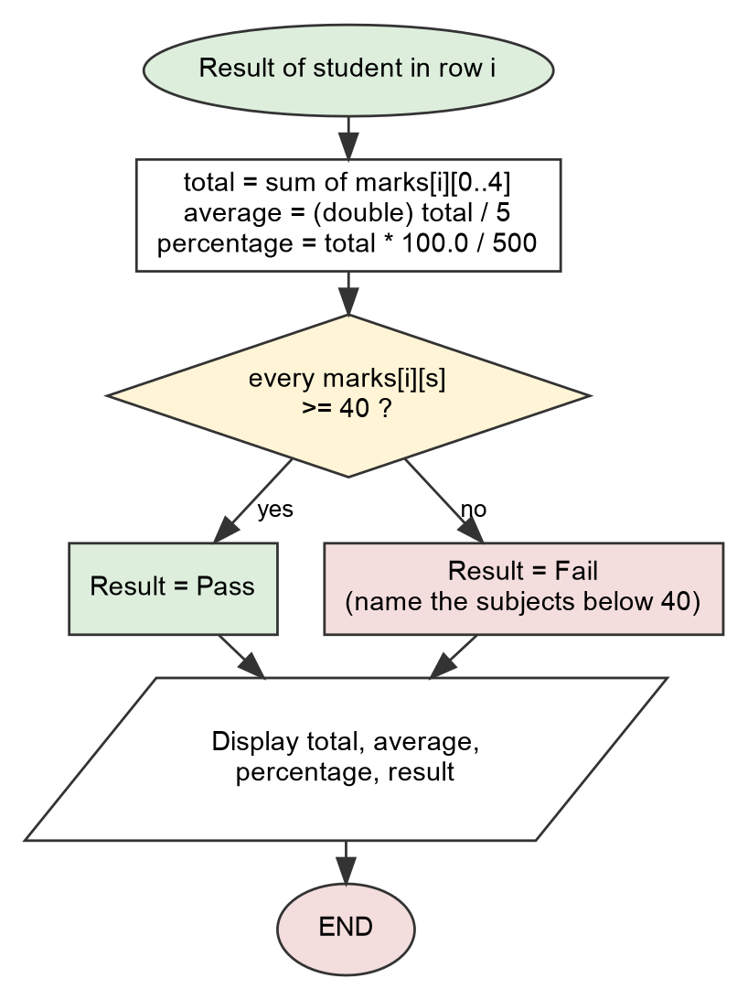 Result of student in row i
total = sum of marks[i][0..4]
average = (double) total / 5
percentage = total * 100.0 / 500
every marks[i][s]
>= 40 ?
yes
no
Result = Pass
Result = Fail
(name the subjects below 40)
Display total, average,
percentage, result
END